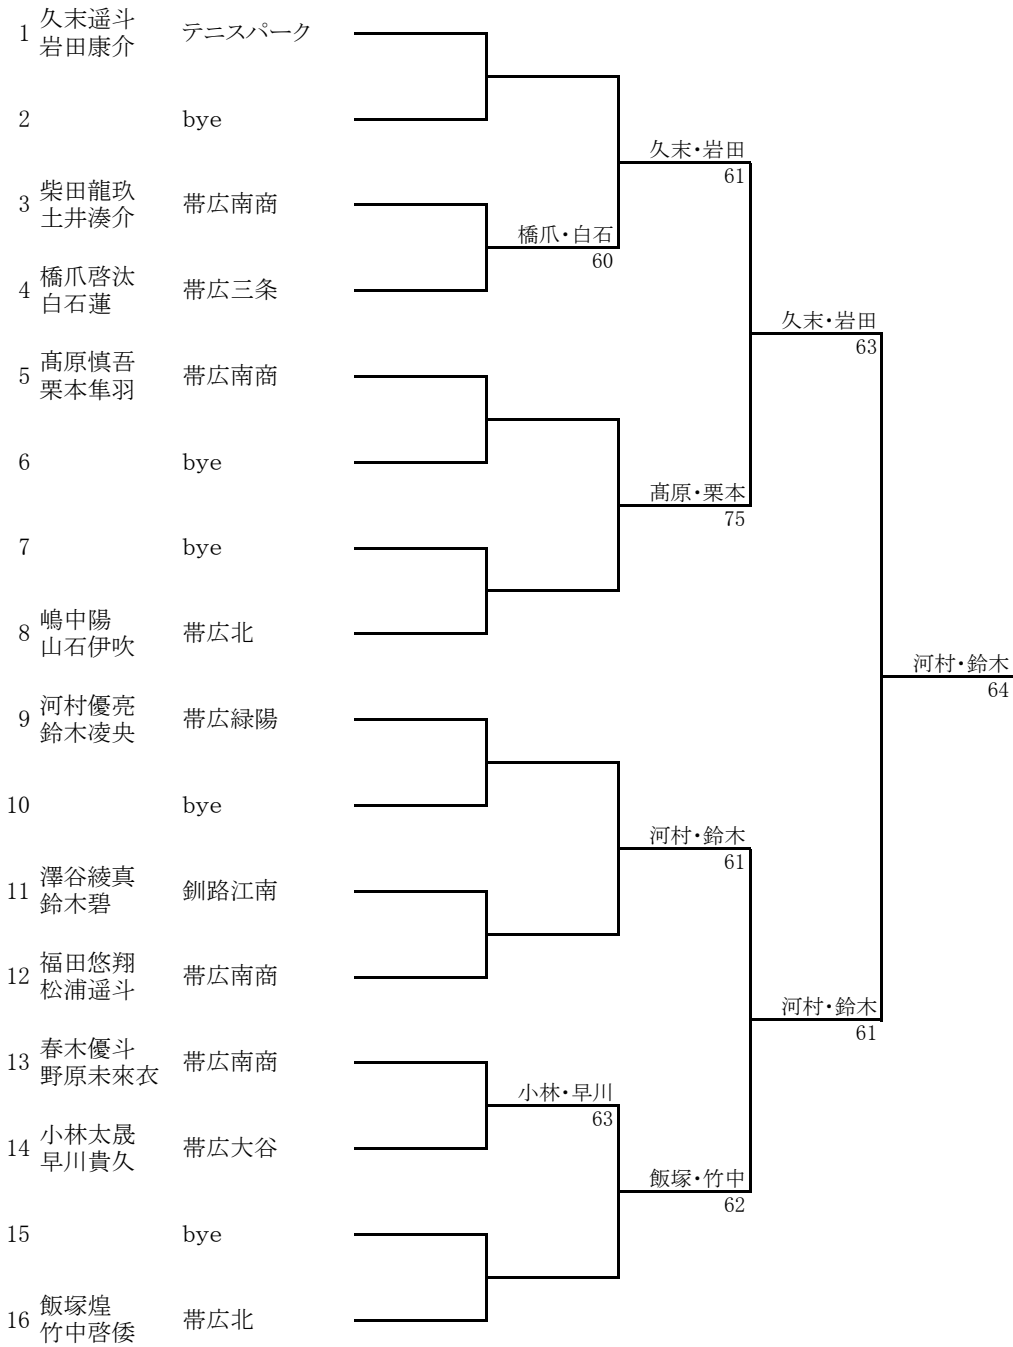 1 久末遥斗 岩田康介 テニスパーク
2 bye
久末・岩田
61
3 柴田龍玖 土井湊介 帯広南商
橋爪・白石
60
4 橋爪啓汰 白石蓮 帯広三条
久末・岩田
63
5 髙原慎吾 栗本隼羽 帯広南商
6 bye
髙原・栗本
75
7 bye
8 嶋中陽 山石伊吹 帯広北
河村・鈴木
64
9 河村優亮 鈴木凌央 帯広緑陽
10 bye
河村・鈴木
61
11 澤谷綾真 鈴木碧 釧路江南
12 福田悠翔 松浦遥斗 帯広南商
河村・鈴木
61
13 春木優斗 野原未來衣 帯広南商
小林・早川
63
14 小林太晟 早川貴久 帯広大谷
飯塚・竹中
62
15 bye
16 飯塚煌 竹中啓倭 帯広北